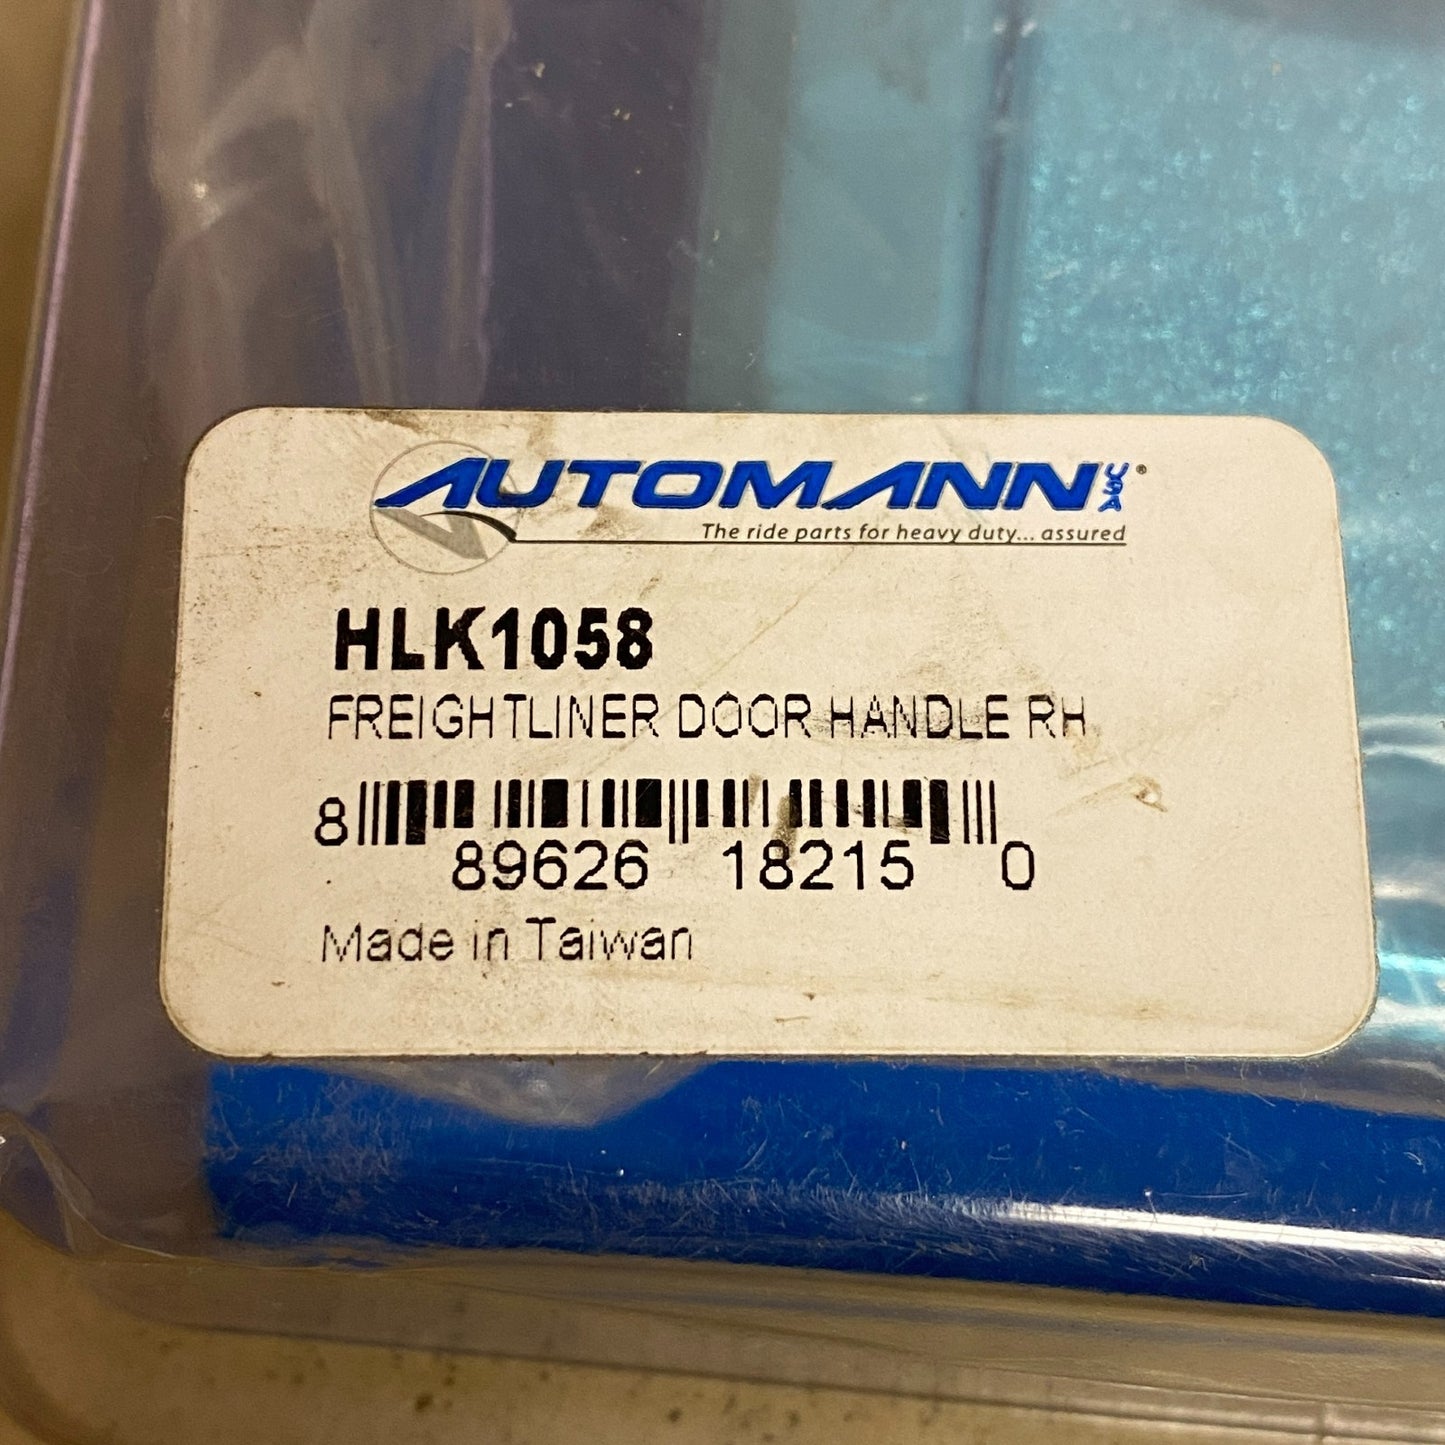 AUTOMANN USA®
The ride parts for heavy duty... assured
HLK1058
FREIGHTLINER DOOR HANDLE RH
8 89626 18215 0
Made in Taiwan